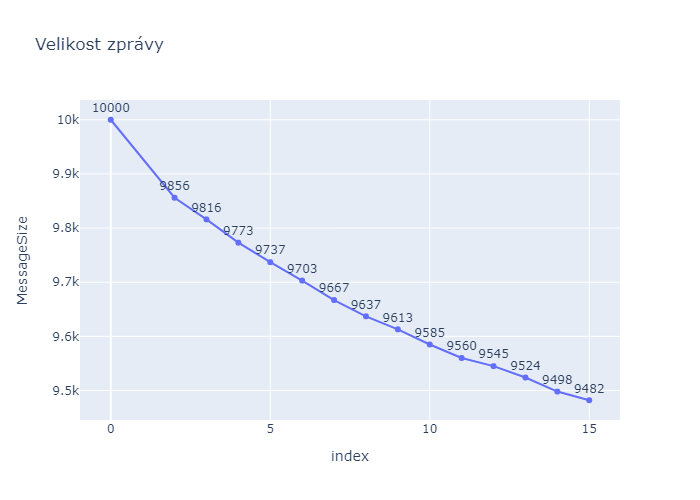 Velikost zprávy
10000
9856
9816
9773
9737
9703
9667
9637
9613
9585
9560
9545
9524
9498
9482
10k
9.9k
9.8k
9.7k
9.6k
9.5k
MessageSize
0 5 10 15
index